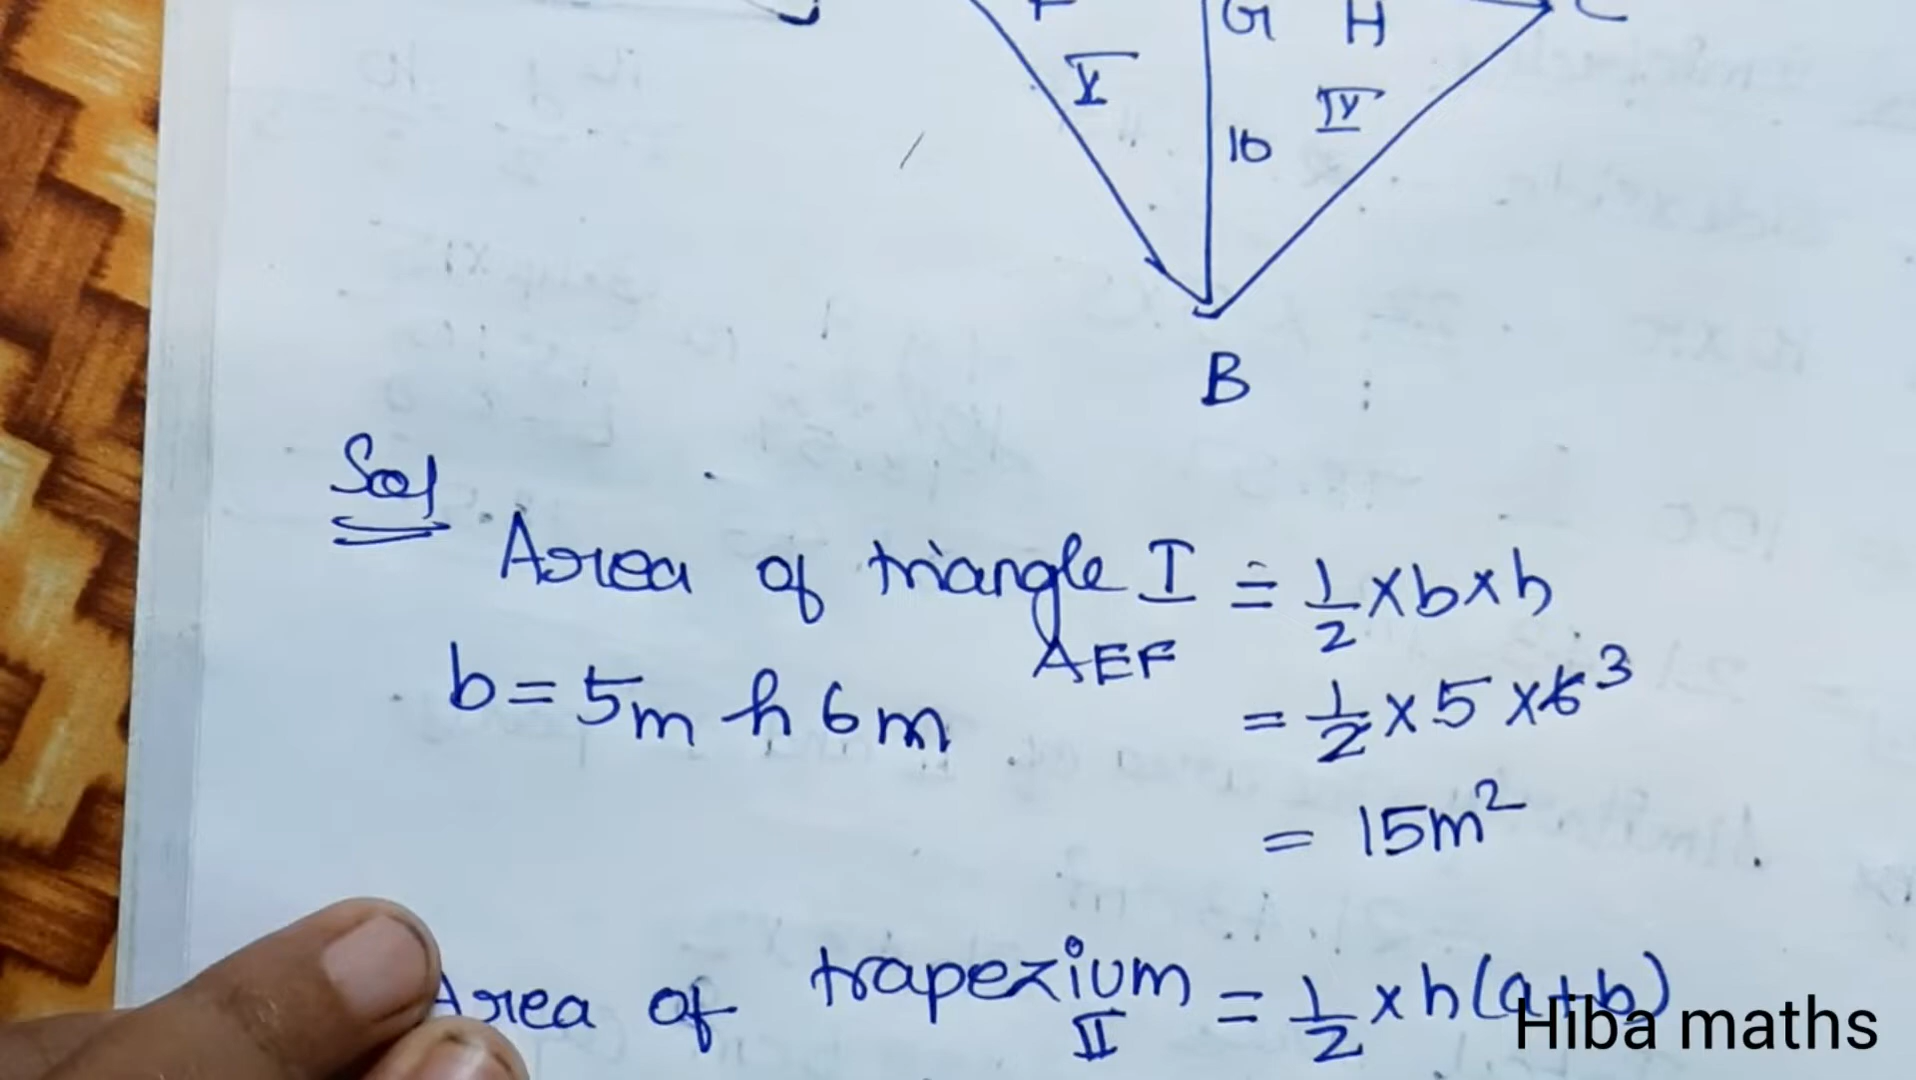 G H
V
IV
10
B
Sol
Area of triangle I = 1/2 × b × h
AEF
b = 5m h 6m
= 1/2 × 5 × 6 3
= 15m²
Area of trapezium = 1/2 × h (a+b)
II
Hiba maths